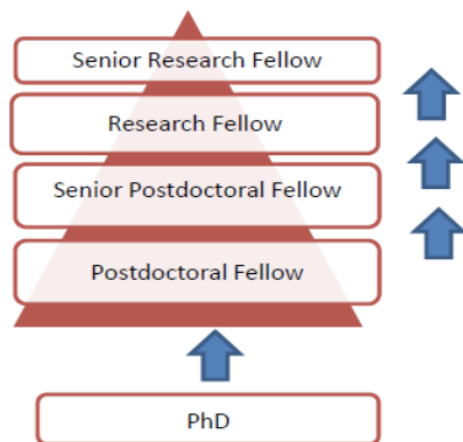 Senior Research Fellow
Research Fellow
Senior Postdoctoral Fellow
Postdoctoral Fellow
PhD